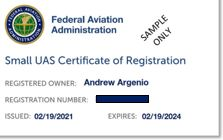 Federal Aviation
Administration
SAMPLE
ONLY
Small UAS Certificate of Registration
REGISTERED OWNER: Andrew Argenio
REGISTRATION NUMBER:
ISSUED: 02/19/2021 EXPIRES: 02/19/2024